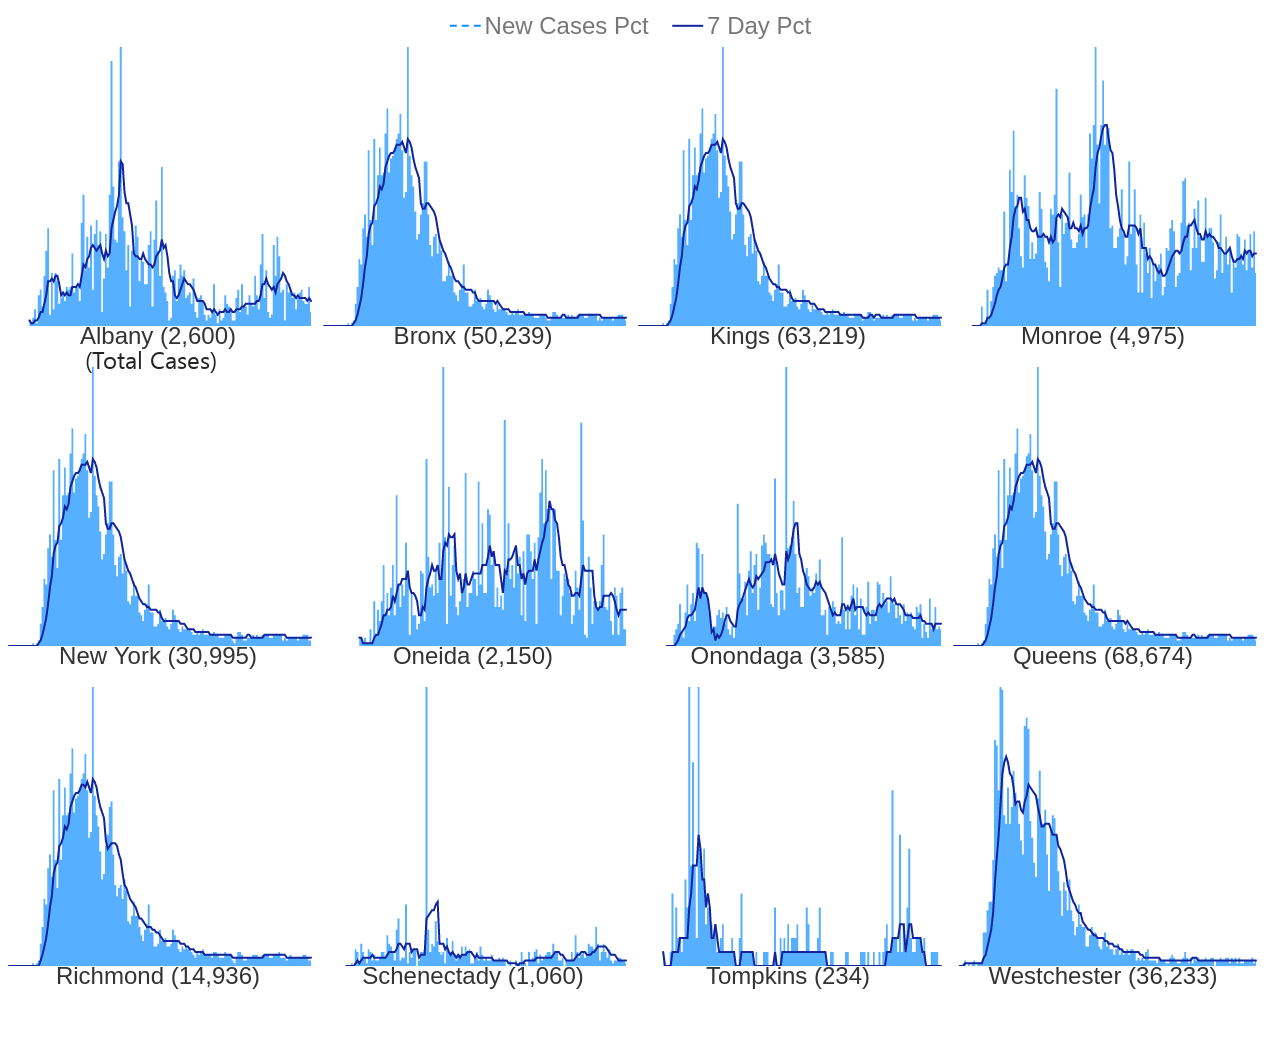 New Cases Pct 7 Day Pct
Albany (2,600) Bronx (50,239) Kings (63,219) Monroe (4,975)
(Total Cases)
New York (30,995) Oneida (2,150) Onondaga (3,585) Queens (68,674)
Richmond (14,936) Schenectady (1,060) Tompkins (234) Westchester (36,233)